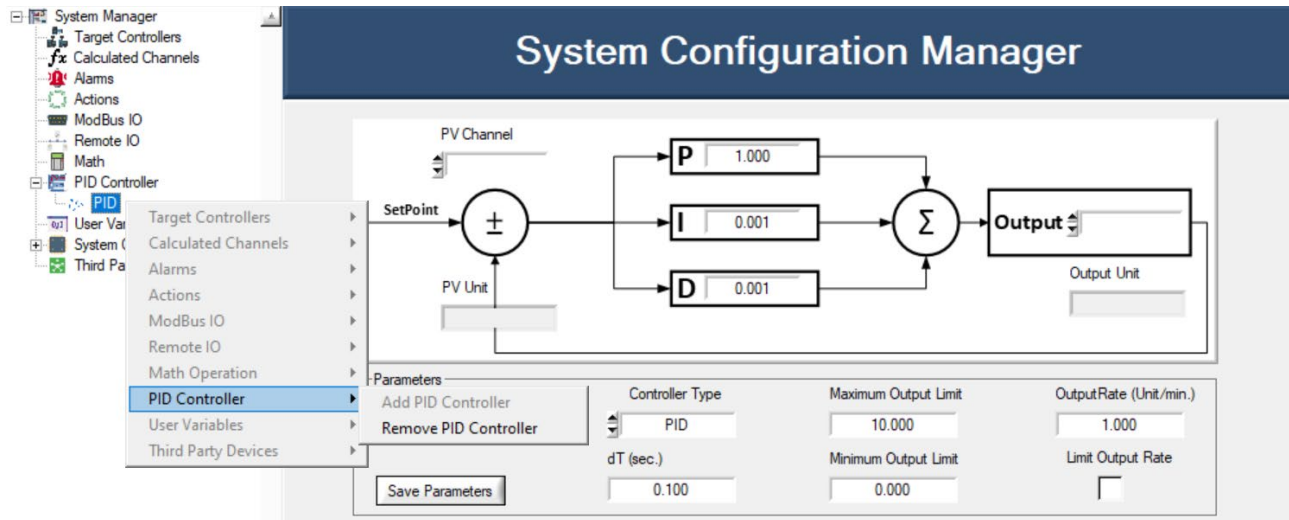 System Manager
Target Controllers
fx Calculated Channels
Alarms
Actions
ModBus IO
Remote IO
Math
PID Controller
PID
User Var
System
Third Pa
Target Controllers
Calculated Channels
Alarms
Actions
ModBus IO
Remote IO
Math Operation
PID Controller
User Variables
Third Party Devices
Add PID Controller
Remove PID Controller
System Configuration Manager
PV Channel
P 1.000
SetPoint
±
I 0.001
Σ
Output
PV Unit
D 0.001
Output Unit
Parameters
Controller Type
Maximum Output Limit
OutputRate (Unit/min.)
PID
10.000
1.000
dT (sec.)
Minimum Output Limit
Limit Output Rate
Save Parameters
0.100
0.000